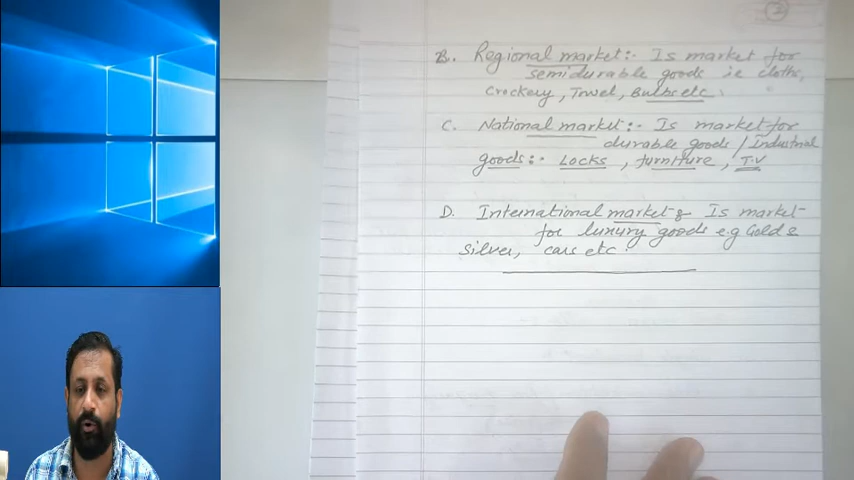 2
B. Regional market:- Is market for
semidurable goods i.e cloths,
Crockery, Towel, Bulbs etc.
C. National market:- Is market for
durable goods / Industrial
goods:- Locks, furniture, T.V
D. International market:- Is market
for luxury goods e.g Gold &
silver, cars etc.